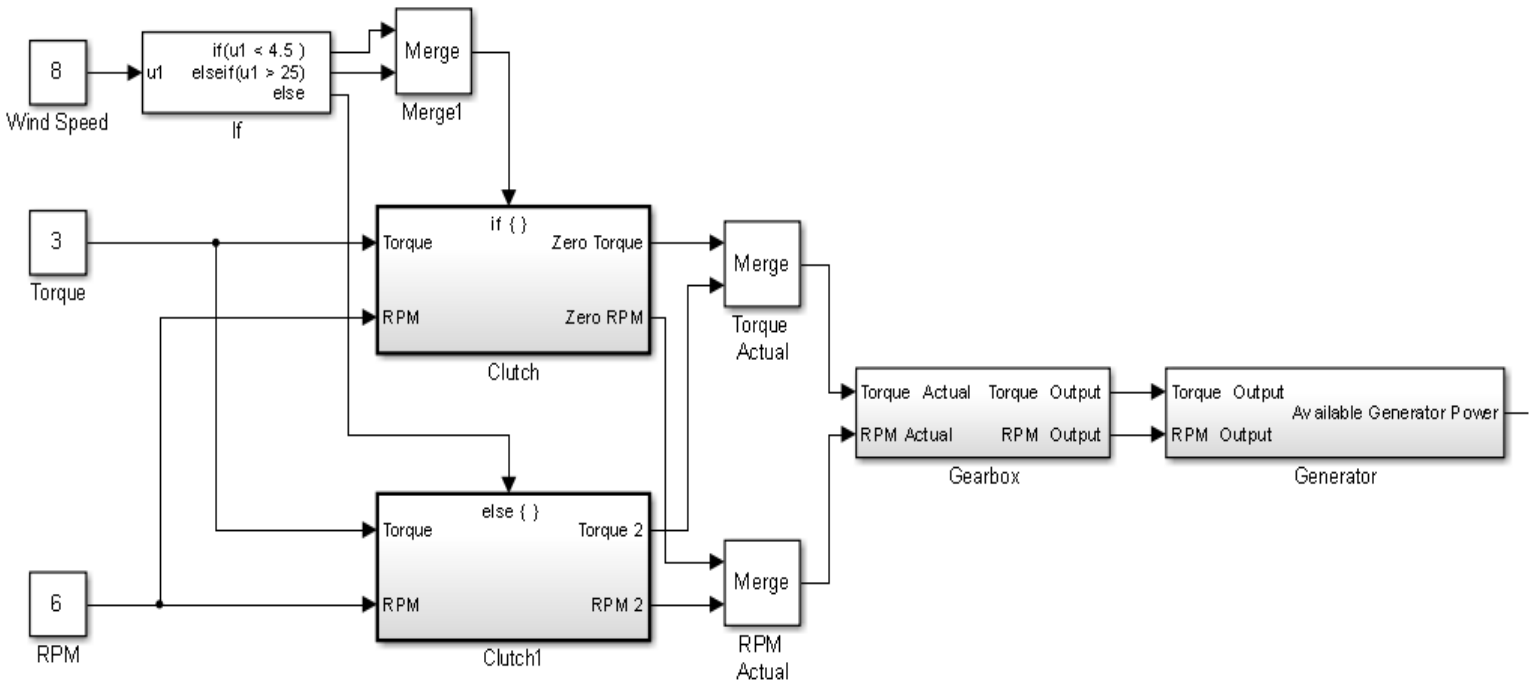 8
Wind Speed
u1
if(u1 < 4.5 )
elseif(u1 > 25)
else
If
Merge
Merge1
3
Torque
if { }
Torque
Zero Torque
RPM
Zero RPM
Clutch
Merge
Torque
Actual
Torque Actual
Torque Output
RPM Actual
RPM Output
Gearbox
Torque Output
Available Generator Power
RPM Output
Generator
else { }
Torque
Torque 2
RPM
RPM 2
Clutch1
Merge
RPM
Actual
6
RPM